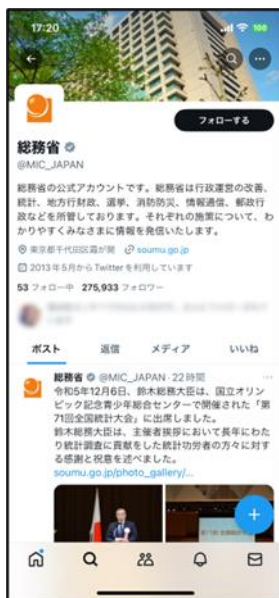 17:20
100
フォローする
総務省
@MIC_JAPAN
総務省の公式アカウントです。総務省は行政運営の改善、
統計、地方行財政、選挙、消防防災、情報通信、郵政行
政などを所管しております。それぞれの施策について、わ
かりやすくみなさまに情報を発信いたします。
東京都千代田区霞が関 soumu.go.jp
2013年5月からTwitterを利用しています
53 フォロー中 275,933 フォロワー
ポスト 返信 メディア いいね
総務省 @MIC_JAPAN・22時間
令和5年12月6日、鈴木総務大臣は、国立オリン
ピック記念青少年総合センターで開催された「第
71回全国統計大会」に出席しました。
鈴木総務大臣は、主催者挨拶において長年にわ
たり統計調査に貢献をした統計功労者の方々に対す
る感謝と祝意を述べました。
soumu.go.jp/photo_gallery/...